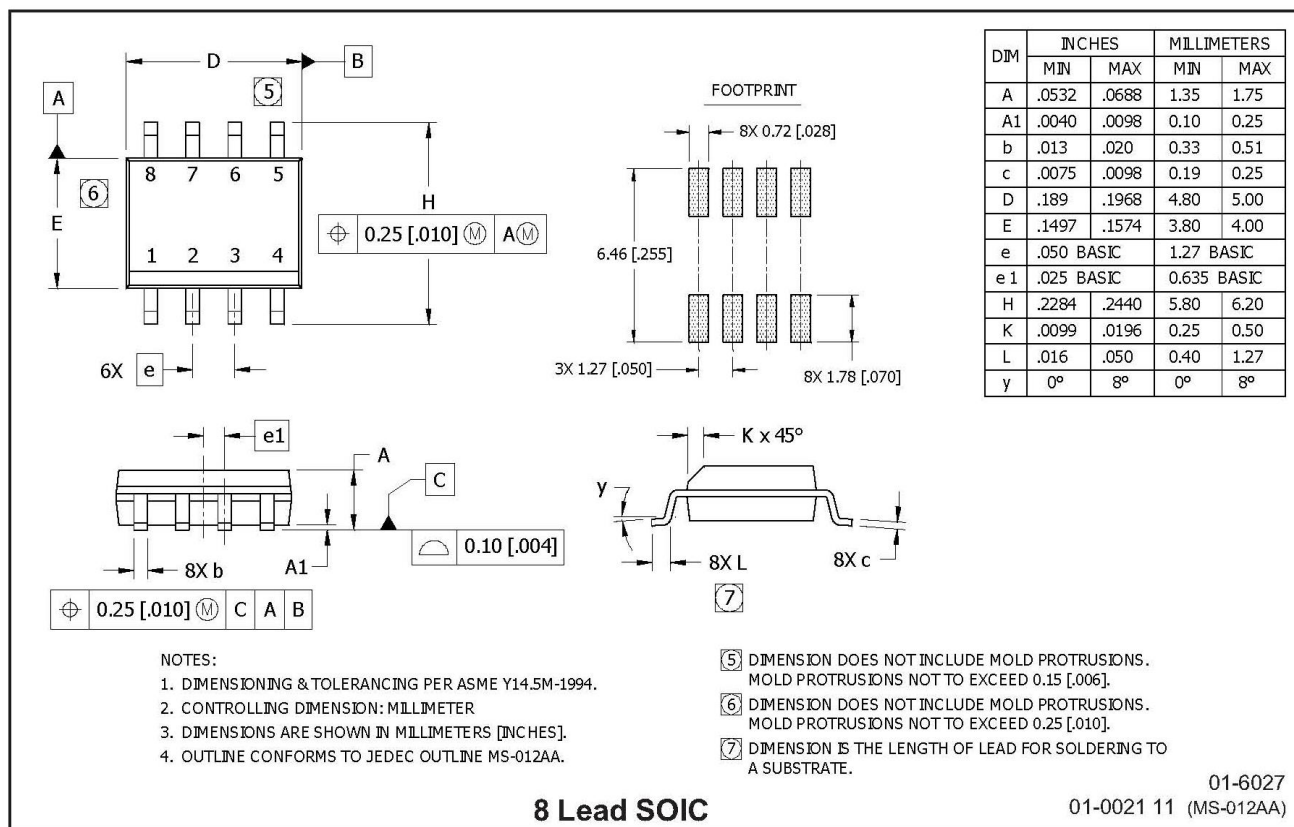 D
B
A
5
8 7 6 5
6
E
H
⌖ 0.25 [.010] Ⓜ AⓂ
1 2 3 4
6X e
FOOTPRINT
8X 0.72 [.028]
6.46 [.255]
3X 1.27 [.050]
8X 1.78 [.070]
DIM INCHES MILLIMETERS
MIN MAX MIN MAX
A .0532 .0688 1.35 1.75
A1 .0040 .0098 0.10 0.25
b .013 .020 0.33 0.51
c .0075 .0098 0.19 0.25
D .189 .1968 4.80 5.00
E .1497 .1574 3.80 4.00
e .050 BASIC 1.27 BASIC
e1 .025 BASIC 0.635 BASIC
H .2284 .2440 5.80 6.20
K .0099 .0196 0.25 0.50
L .016 .050 0.40 1.27
y 0° 8° 0° 8°
e1
A
C
0.10 [.004]
8X b
A1
⌖ 0.25 [.010] Ⓜ C A B
K x 45°
y
8X L
8X c
7
NOTES:
1. DIMENSIONING & TOLERANCING PER ASME Y14.5M-1994.
2. CONTROLLING DIMENSION: MILLIMETER
3. DIMENSIONS ARE SHOWN IN MILLIMETERS [INCHES].
4. OUTLINE CONFORMS TO JEDEC OUTLINE MS-012AA.
5 DIMENSION DOES NOT INCLUDE MOLD PROTRUSIONS.
MOLD PROTRUSIONS NOT TO EXCEED 0.15 [.006].
6 DIMENSION DOES NOT INCLUDE MOLD PROTRUSIONS.
MOLD PROTRUSIONS NOT TO EXCEED 0.25 [.010].
7 DIMENSION IS THE LENGTH OF LEAD FOR SOLDERING TO
A SUBSTRATE.
8 Lead SOIC
01-6027
01-0021 11 (MS-012AA)